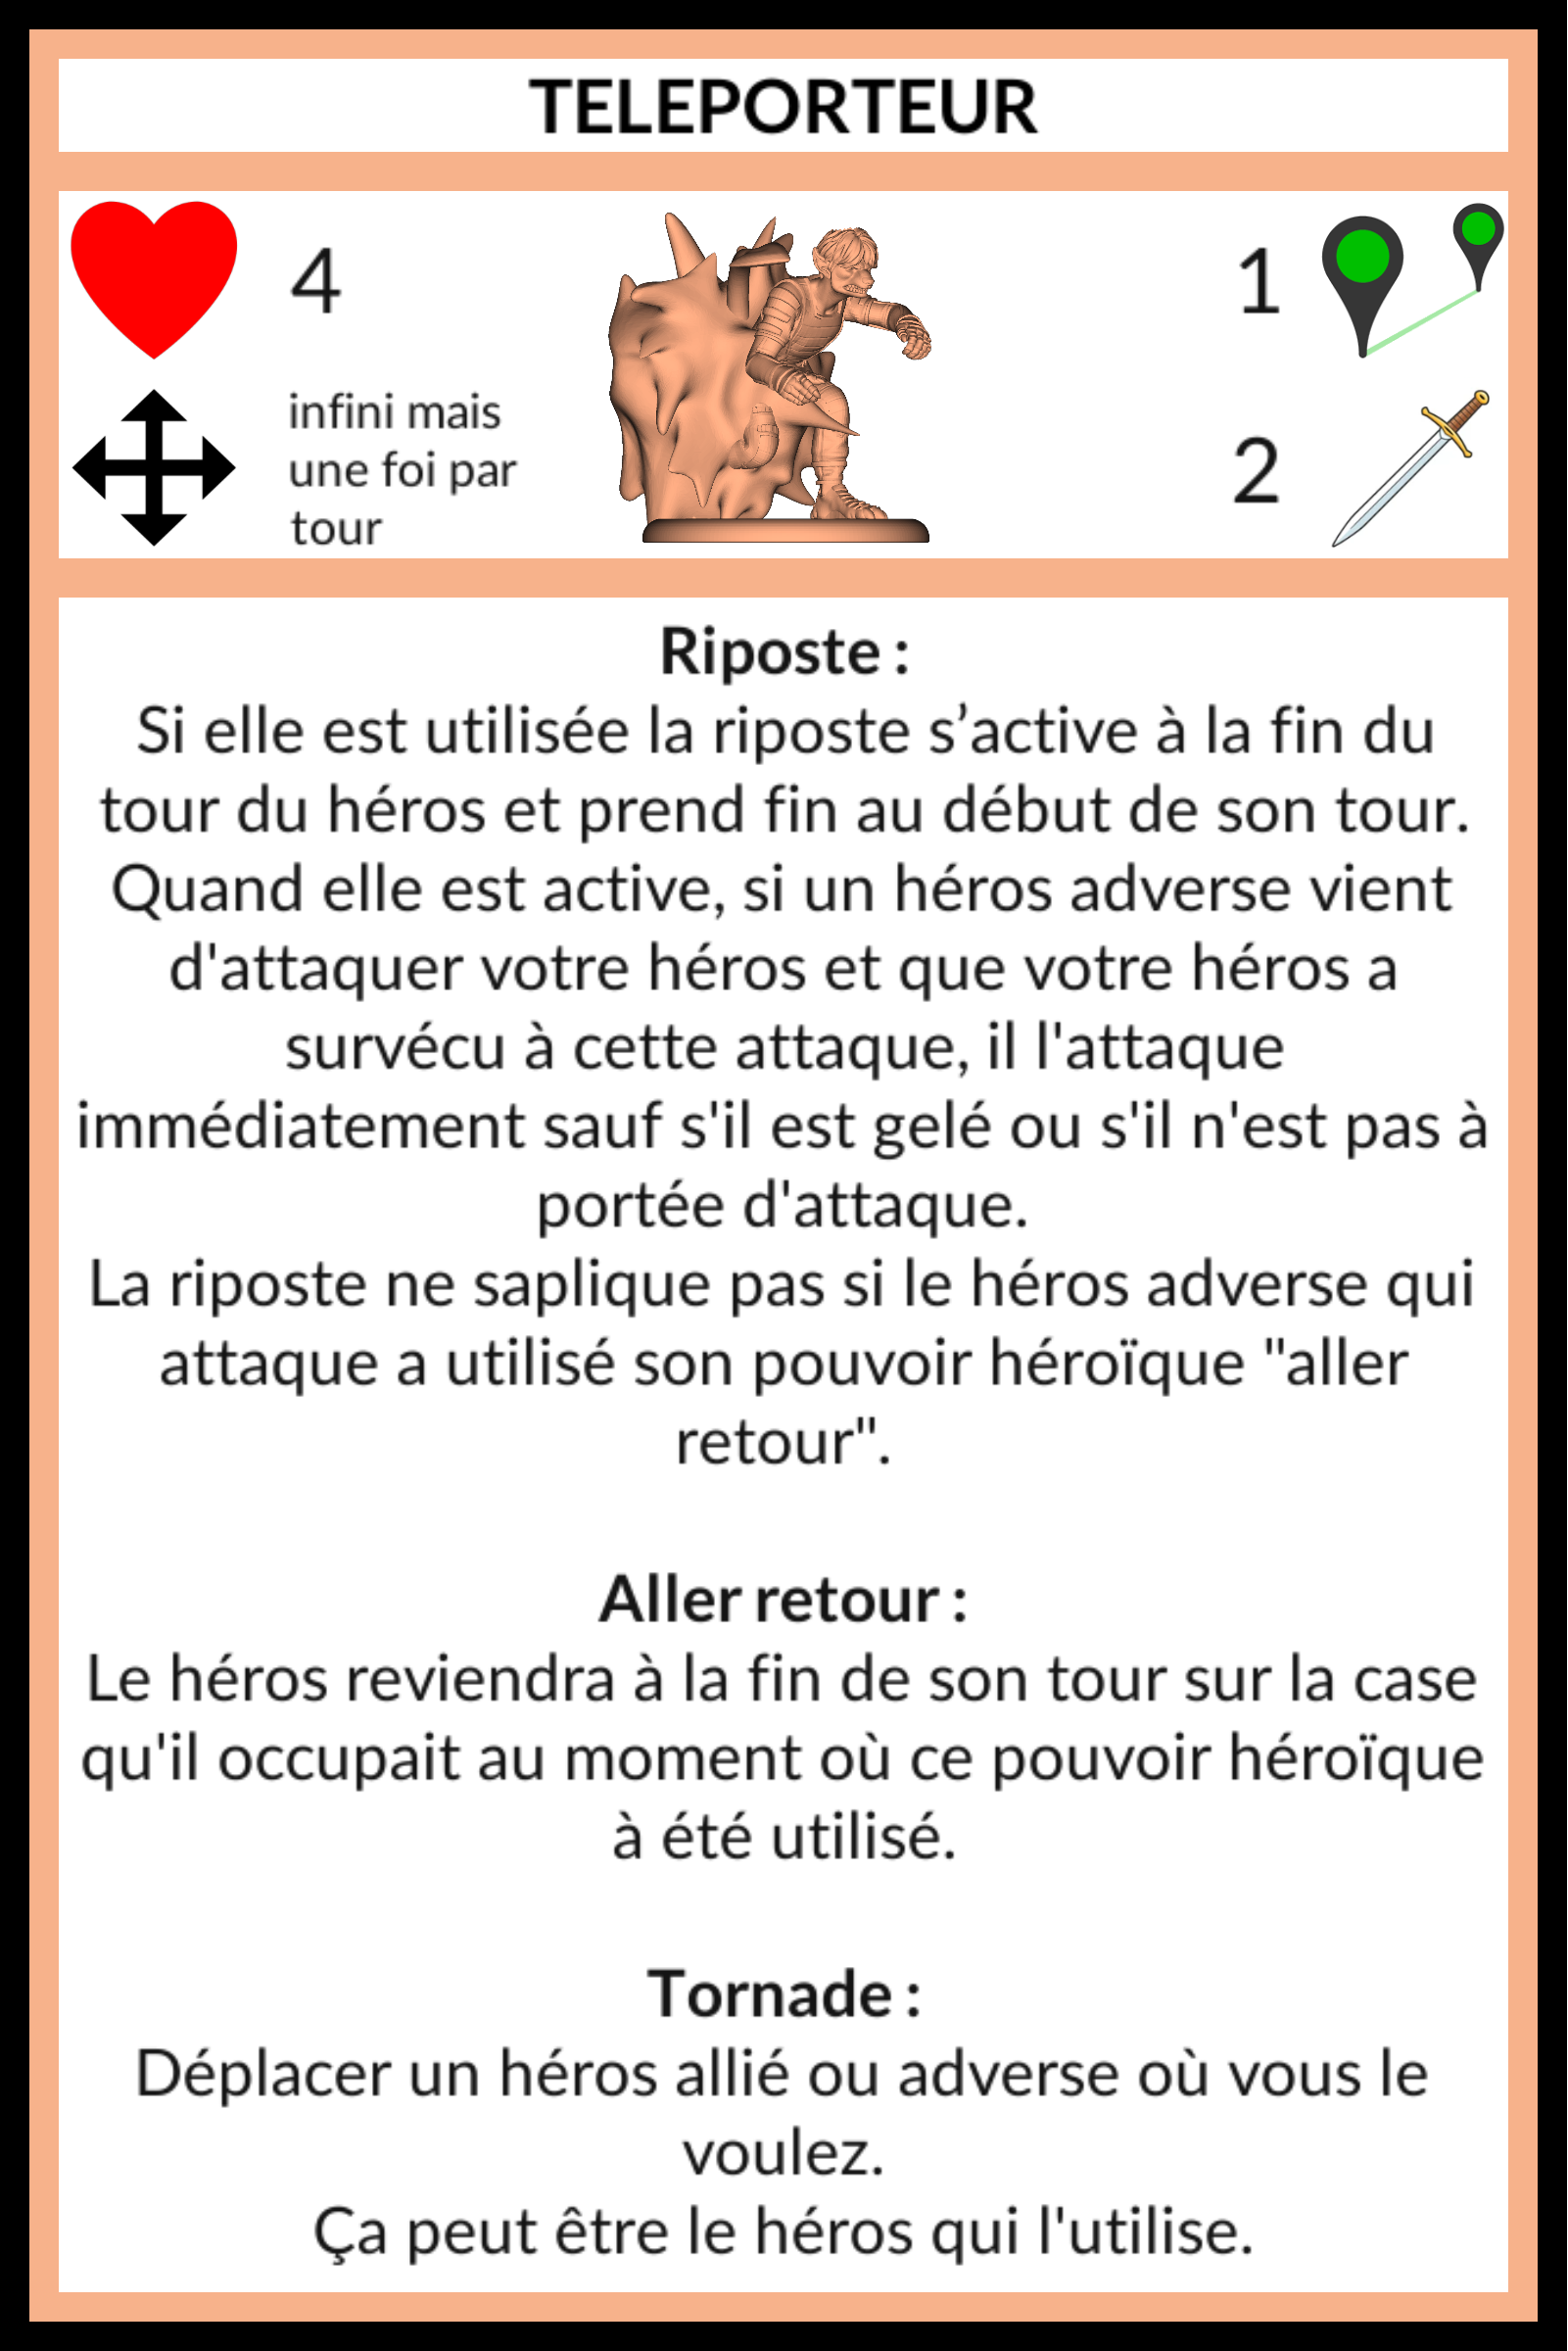 TELEPORTEUR
4
1
infini mais
une foi par
tour
2
Riposte :
Si elle est utilisée la riposte s’active à la fin du
tour du héros et prend fin au début de son tour.
Quand elle est active, si un héros adverse vient
d'attaquer votre héros et que votre héros a
survécu à cette attaque, il l'attaque
immédiatement sauf s'il est gelé ou s'il n'est pas à
portée d'attaque.
La riposte ne saplique pas si le héros adverse qui
attaque a utilisé son pouvoir héroïque "aller
retour".
Aller retour :
Le héros reviendra à la fin de son tour sur la case
qu'il occupait au moment où ce pouvoir héroïque
à été utilisé.
Tornade :
Déplacer un héros allié ou adverse où vous le
voulez.
Ça peut être le héros qui l'utilise.